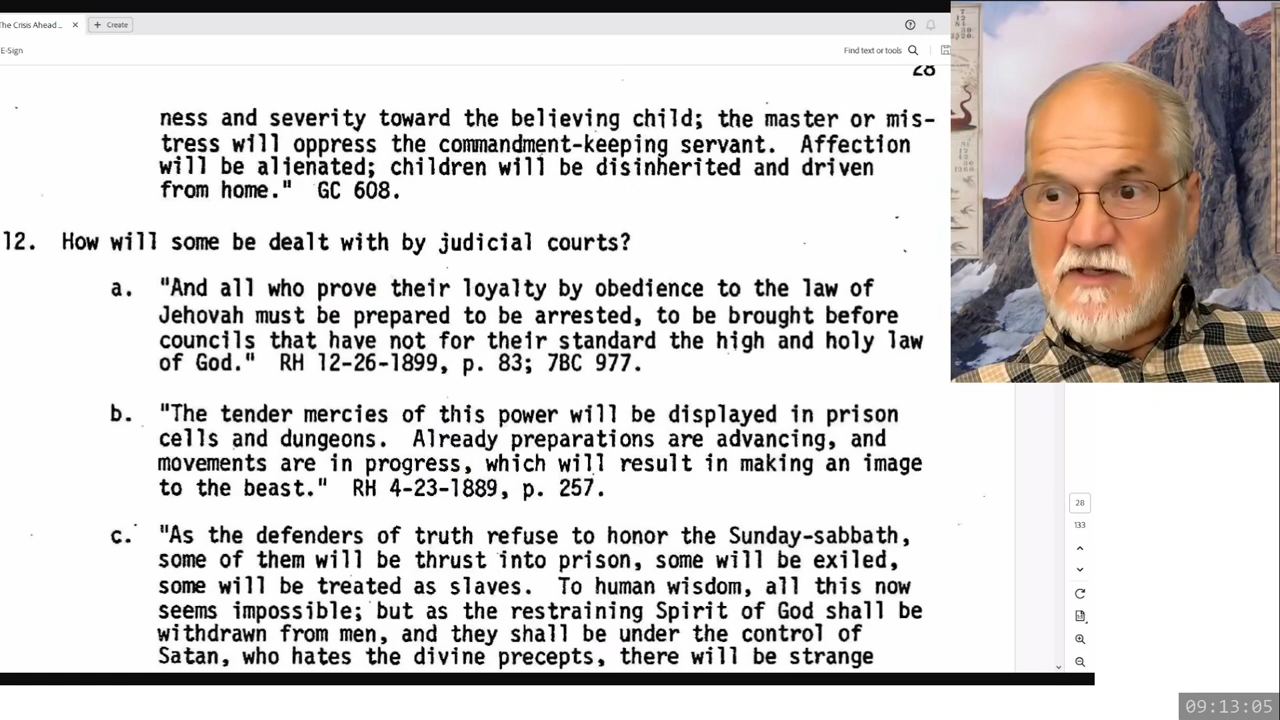 The Crisis Ahead ...
Create
E-Sign
Find text or tools
28
ness and severity toward the believing child; the master or mis-
tress will oppress the commandment-keeping servant. Affection
will be alienated; children will be disinherited and driven
from home." GC 608.
12. How will some be dealt with by judicial courts?
a. "And all who prove their loyalty by obedience to the law of
Jehovah must be prepared to be arrested, to be brought before
councils that have not for their standard the high and holy law
of God." RH 12-26-1899, p. 83; 7BC 977.
b. "The tender mercies of this power will be displayed in prison
cells and dungeons. Already preparations are advancing, and
movements are in progress, which will result in making an image
to the beast." RH 4-23-1889, p. 257.
c. "As the defenders of truth refuse to honor the Sunday-sabbath,
some of them will be thrust into prison, some will be exiled,
some will be treated as slaves. To human wisdom, all this now
seems impossible; but as the restraining Spirit of God shall be
withdrawn from men, and they shall be under the control of
Satan, who hates the divine precepts, there will be strange
28
133
09:13:05